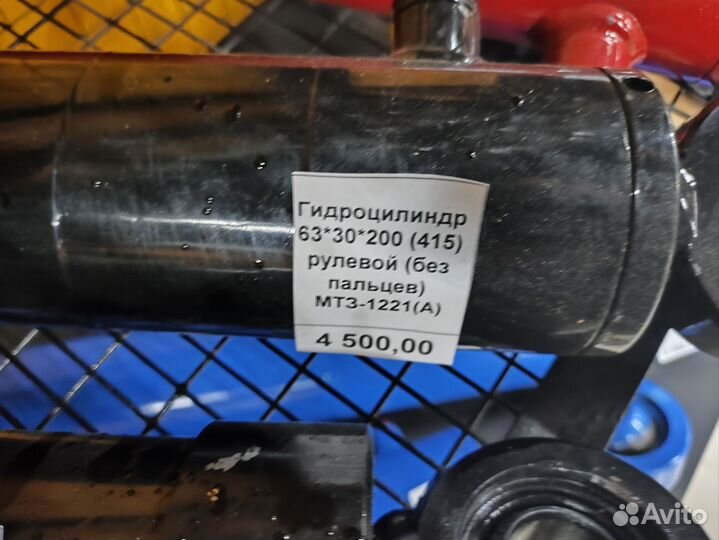 Гидроцилиндр
63*30*200 (415)
рулевой (без
пальцев)
МТЗ-1221(А)
4 500,00
Avito